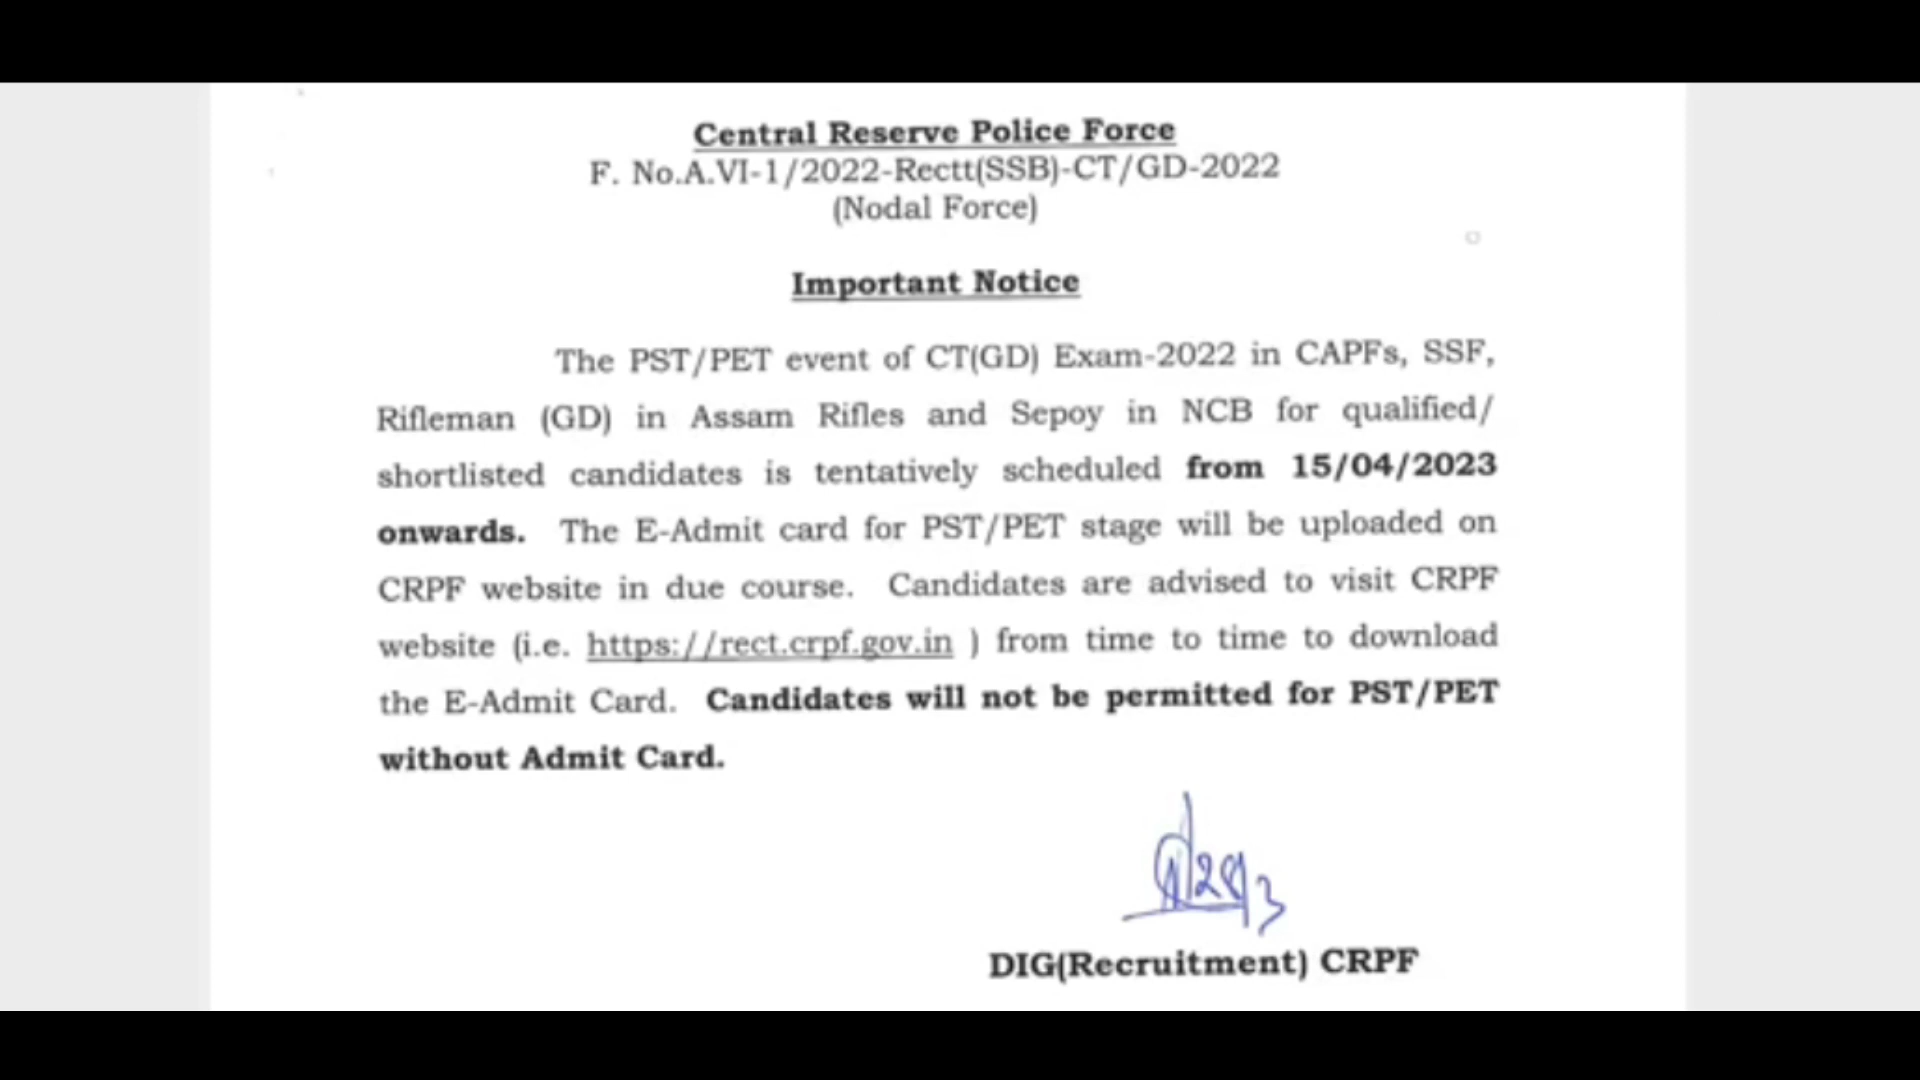 Central Reserve Police Force
F. No.A.VI-1/2022-Rectt(SSB)-CT/GD-2022
(Nodal Force)
Important Notice
The PST/PET event of CT(GD) Exam-2022 in CAPFs, SSF,
Rifleman (GD) in Assam Rifles and Sepoy in NCB for qualified/
shortlisted candidates is tentatively scheduled from 15/04/2023
onwards. The E-Admit card for PST/PET stage will be uploaded on
CRPF website in due course. Candidates are advised to visit CRPF
website (i.e. https://rect.crpf.gov.in ) from time to time to download
the E-Admit Card. Candidates will not be permitted for PST/PET
without Admit Card.
DIG(Recruitment) CRPF